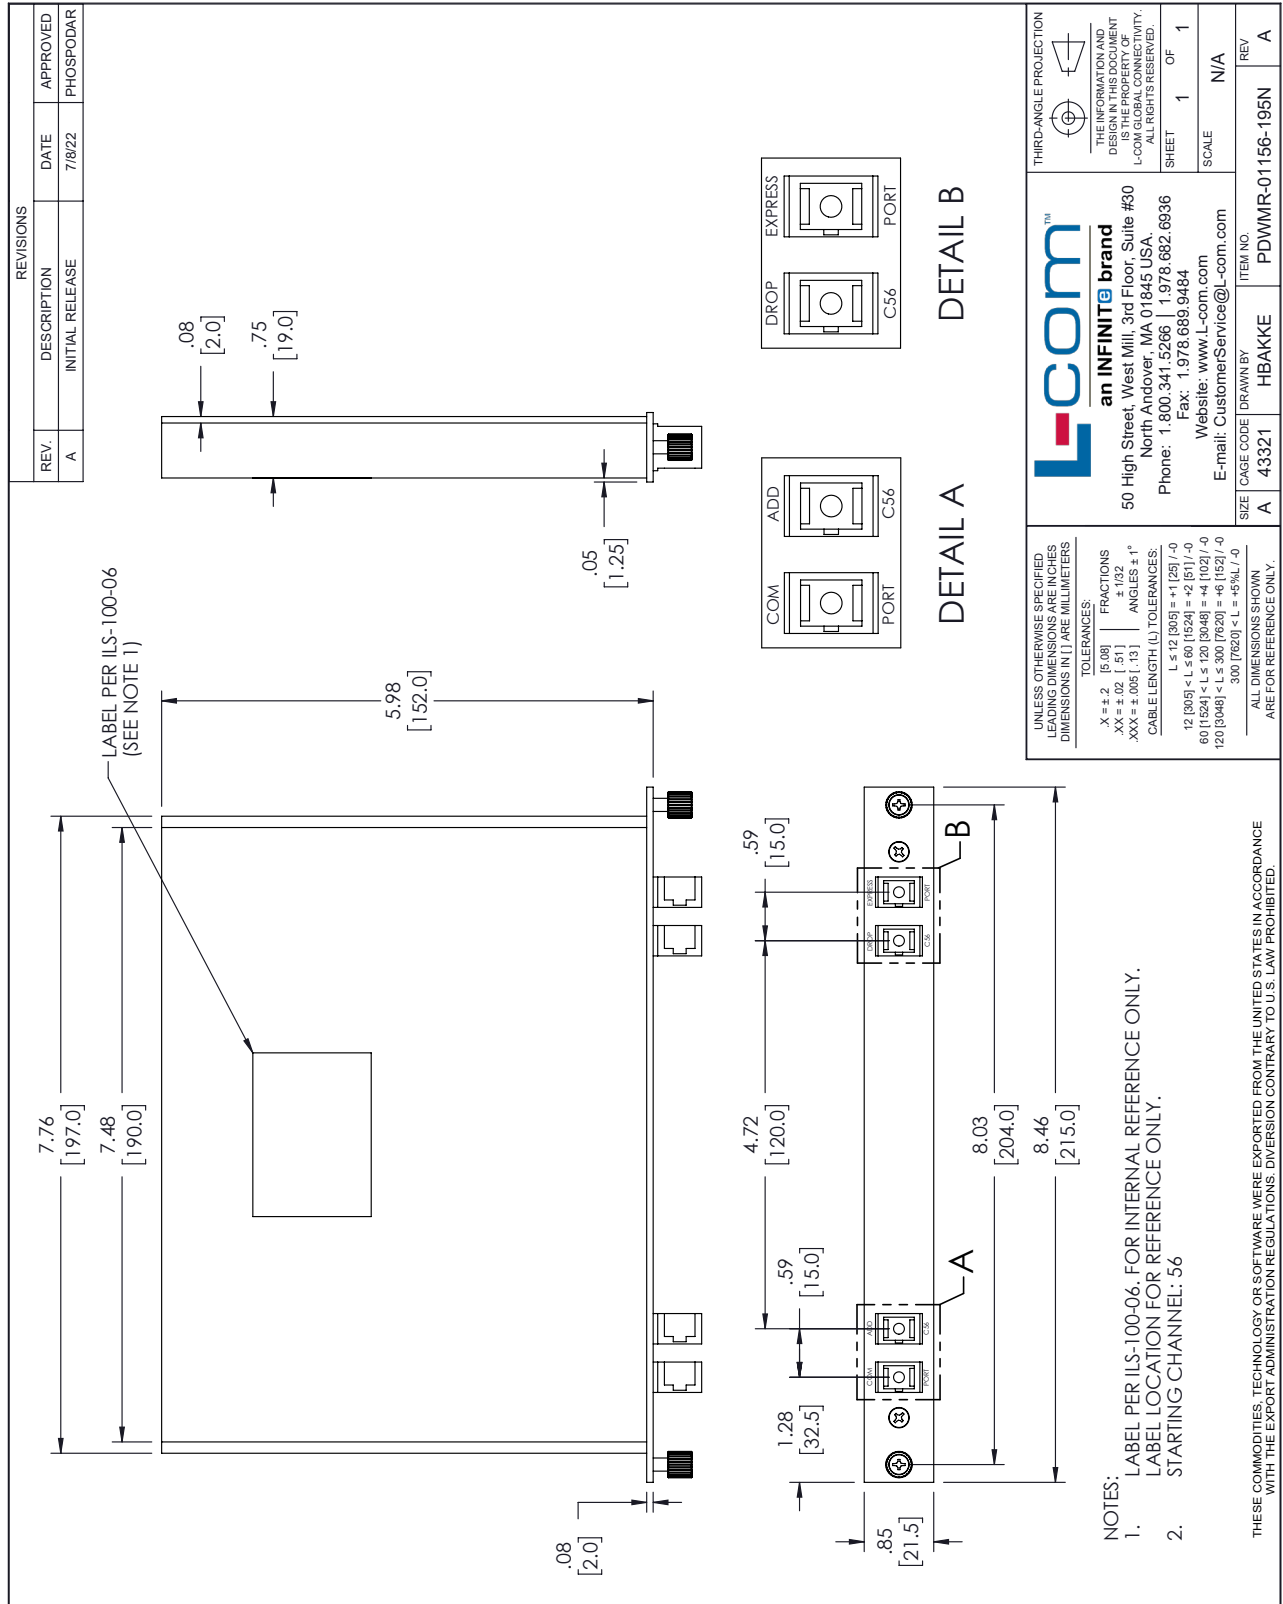 REVISIONS
REV. DESCRIPTION DATE APPROVED
A INITIAL RELEASE 7/8/22 PHOSPODAR
7.76
[197.0]
7.48
[190.0]
LABEL PER ILS-100-06
(SEE NOTE 1)
5.98
[152.0]
.08
[2.0]
.08
[2.0]
.75
[19.0]
.05
[1.25]
1.28
[32.5]
.59
[15.0]
4.72
[120.0]
.59
[15.0]
.85
[21.5]
COM
PORT
ADD
C56
DROP
C56
EXPRESS
PORT
A
B
8.03
[204.0]
8.46
[215.0]
COM ADD
PORT C56
DETAIL A
DROP EXPRESS
C56 PORT
DETAIL B
NOTES:
1. LABEL PER ILS-100-06. FOR INTERNAL REFERENCE ONLY.
LABEL LOCATION FOR REFERENCE ONLY.
2. STARTING CHANNEL: 56
THESE COMMODITIES, TECHNOLOGY OR SOFTWARE WERE EXPORTED FROM THE UNITED STATES IN ACCORDANCE
WITH THE EXPORT ADMINISTRATION REGULATIONS. DIVERSION CONTRARY TO U.S. LAW PROHIBITED.
UNLESS OTHERWISE SPECIFIED
LEADING DIMENSIONS ARE INCHES
DIMENSIONS IN [ ] ARE MILLIMETERS
TOLERANCES:
.X = ± .2 [5.08] FRACTIONS
.XX = ± .02 [ .51 ] ± 1/32
.XXX = ± .005 [ .13 ] ANGLES ± 1°
CABLE LENGTH (L) TOLERANCES:
L ≤ 12 [305] = +1 [25] / -0
12 [305] < L ≤ 60 [1524] = +2 [51] / -0
60 [1524] < L ≤ 120 [3048] = +4 [102] / -0
120 [3048] < L ≤ 300 [7620] = +6 [152] / -0
300 [7620] < L = +5%L / -0
ALL DIMENSIONS SHOWN
ARE FOR REFERENCE ONLY.
L-com™
an INFINITe brand
50 High Street, West Mill, 3rd Floor, Suite #30
North Andover, MA 01845 USA.
Phone: 1.800.341.5266 | 1.978.682.6936
Fax: 1.978.689.9484
Website: www.L-com.com
E-mail: CustomerService@L-com.com
THIRD-ANGLE PROJECTION
THE INFORMATION AND
DESIGN IN THIS DOCUMENT
IS THE PROPERTY OF
L-COM GLOBAL CONNECTIVITY.
ALL RIGHTS RESERVED.
SHEET 1 OF 1
SCALE N/A
SIZE A
CAGE CODE 43321
DRAWN BY HBAKKE
ITEM NO. PDWMR-01156-195N
REV A